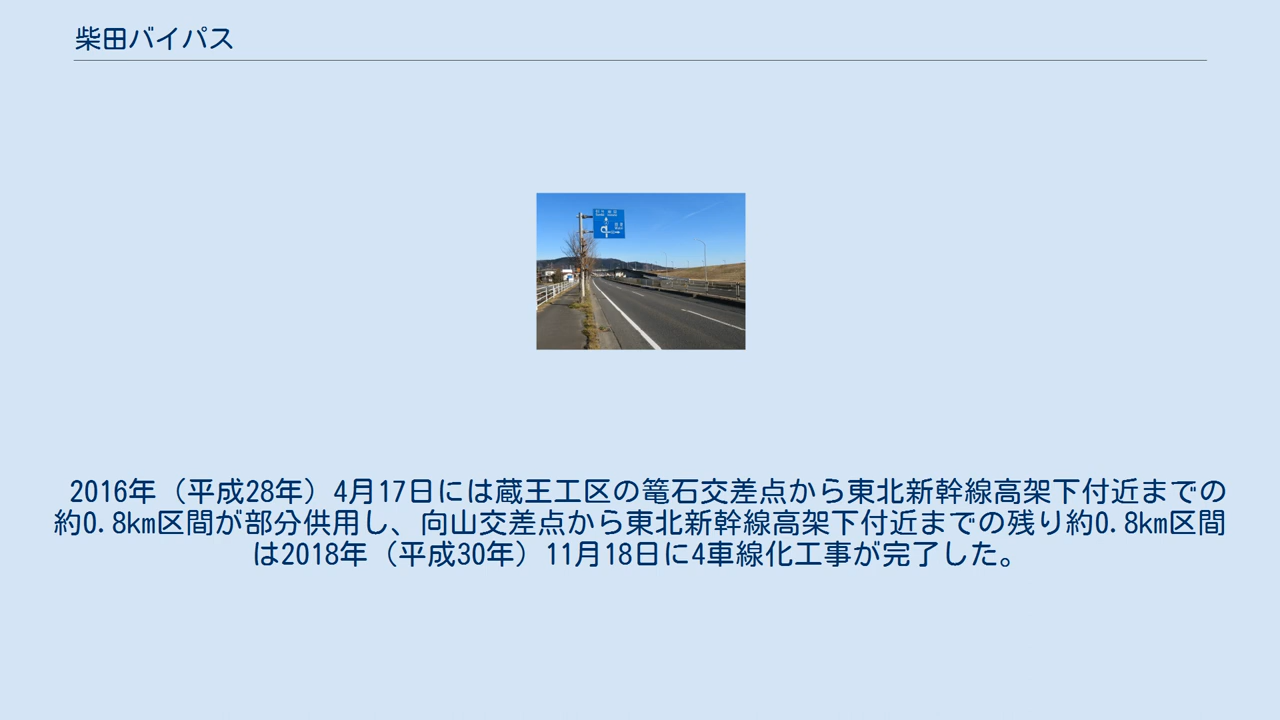 柴田バイパス
2016年（平成28年）4月17日には蔵王工区の篭石交差点から東北新幹線高架下付近までの
約0.8km区間が部分供用し、向山交差点から東北新幹線高架下付近までの残り約0.8km区間
は2018年（平成30年）11月18日に4車線化工事が完了した。